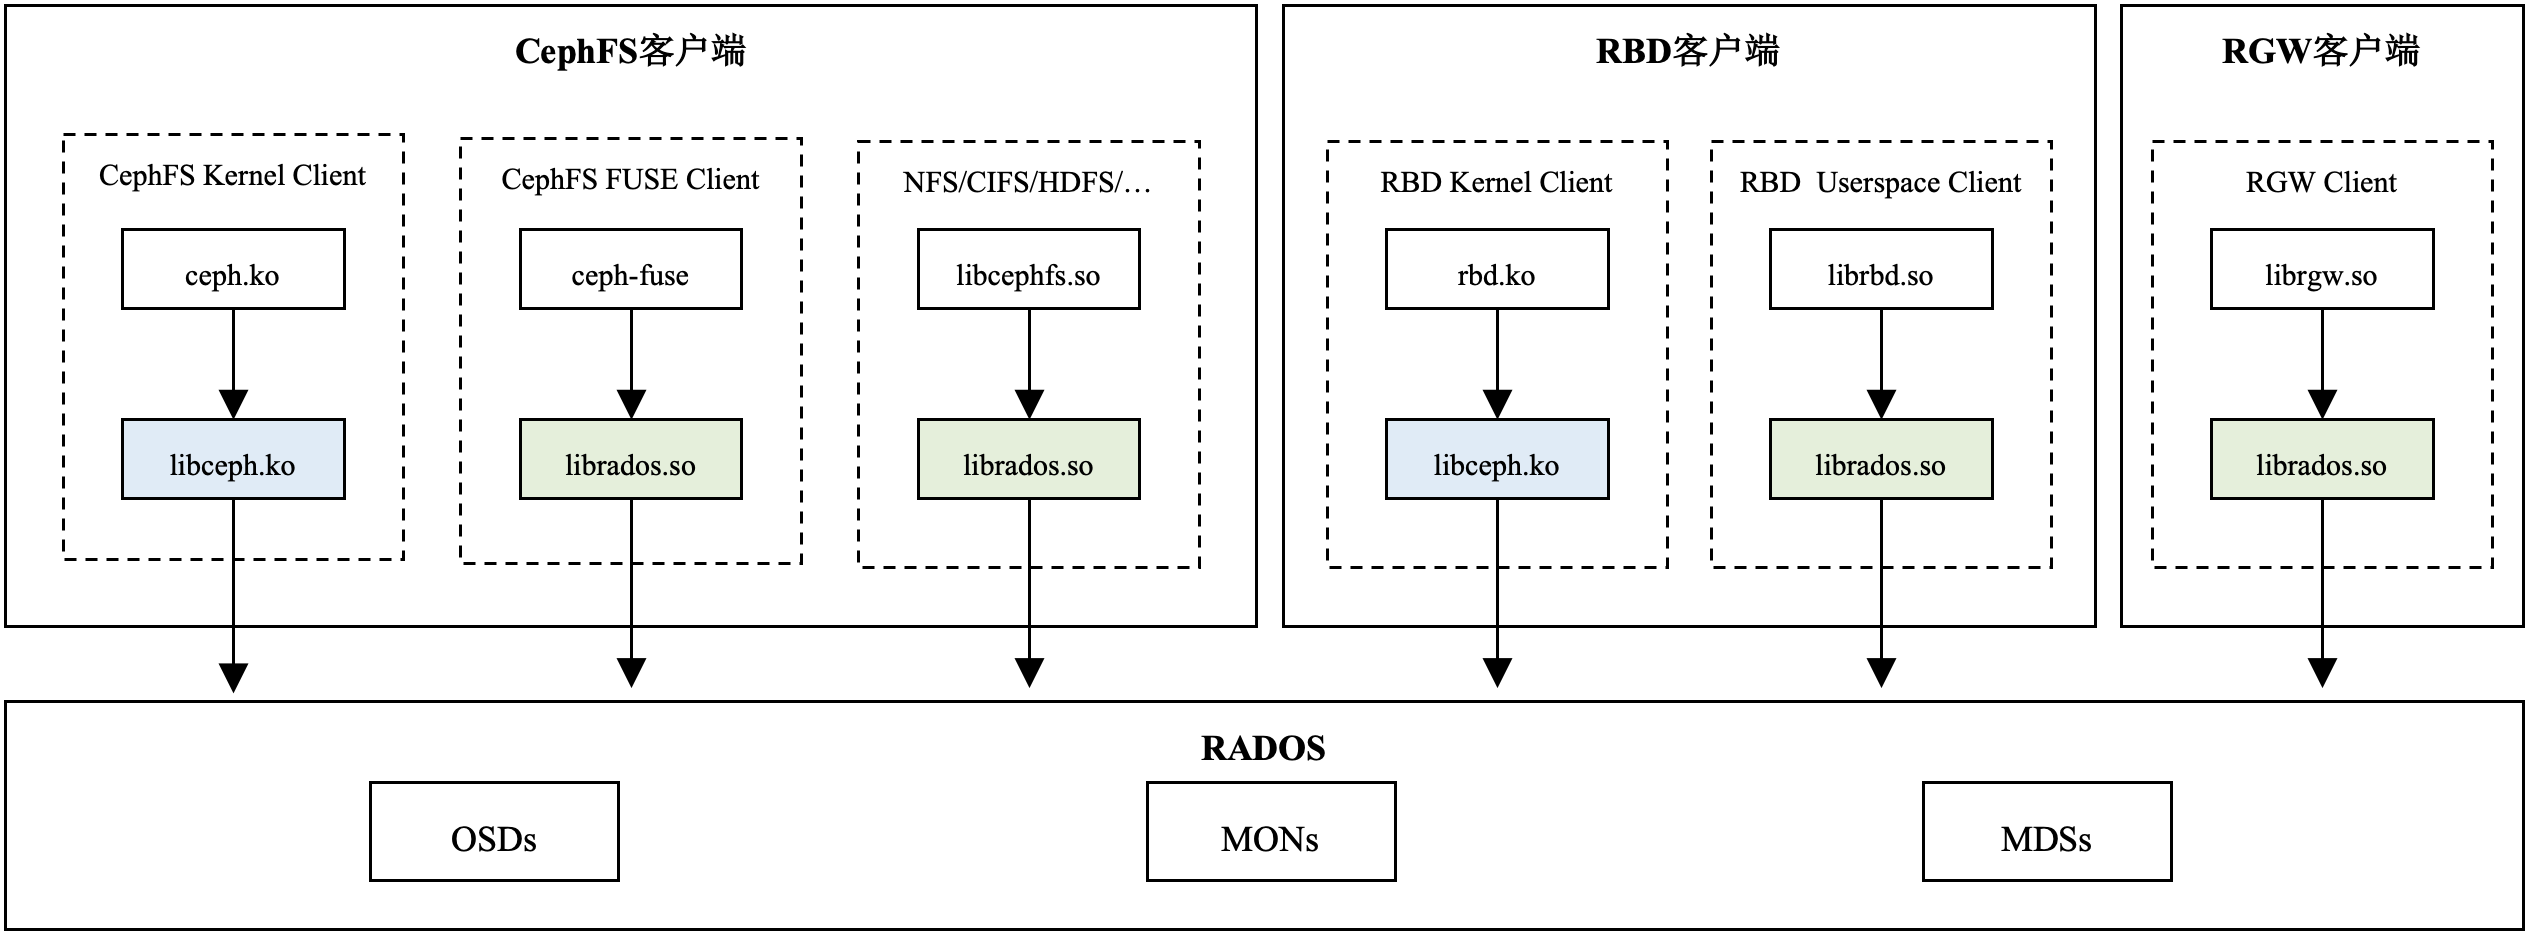 CephFS客户端
CephFS Kernel Client
ceph.ko
libceph.ko
CephFS FUSE Client
ceph-fuse
librados.so
NFS/CIFS/HDFS/…
libcephfs.so
librados.so
RBD客户端
RBD Kernel Client
rbd.ko
libceph.ko
RBD  Userspace Client
librbd.so
librados.so
RGW客户端
RGW Client
librgw.so
librados.so
RADOS
OSDs
MONs
MDSs